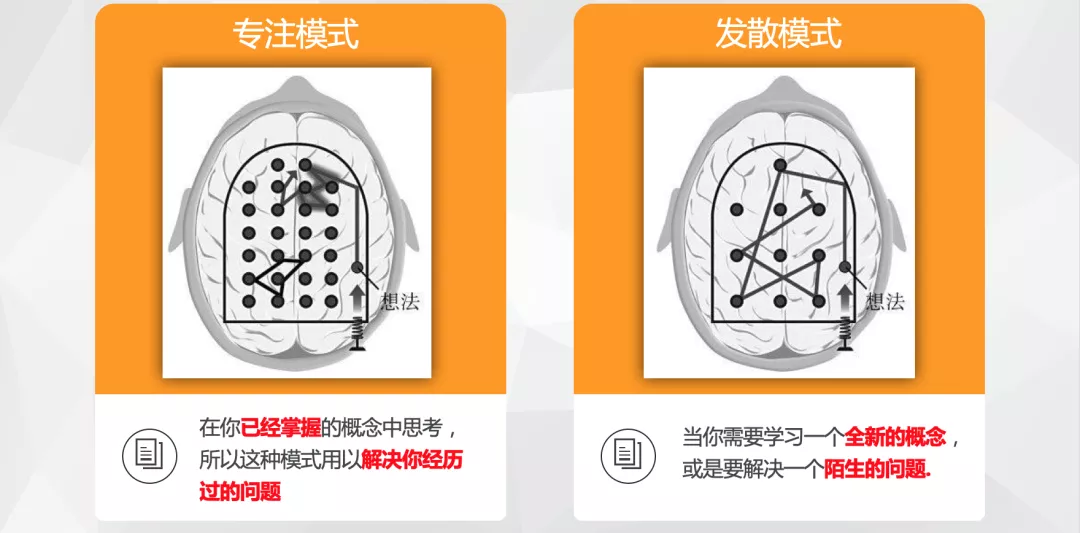 专注模式
想法
在你已经掌握的概念中思考，
所以这种模式用以解决你经历
过的问题
发散模式
想法
当你需要学习一个全新的概念，
或是要解决一个陌生的问题.